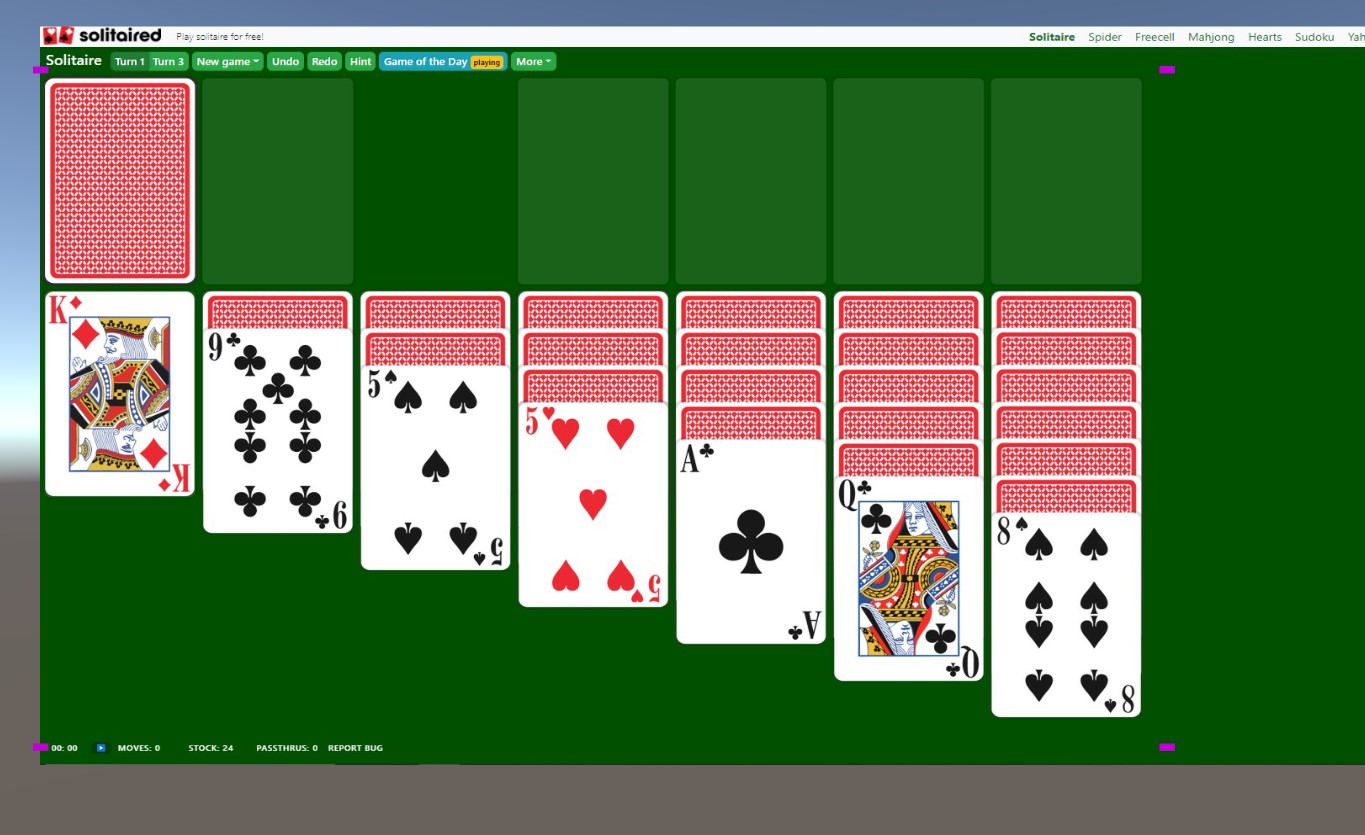 solitaired Play solitaire for free! Solitaire Spider Freecell Mahjong Hearts Sudoku Yah
Solitaire Turn 1 Turn 3 New game Undo Redo Hint Game of the Day playing More
K K
9 9
5 5
5 5
A A
Q Q
8 8
00: 00 MOVES: 0 STOCK: 24 PASSTHRUS: 0 REPORT BUG